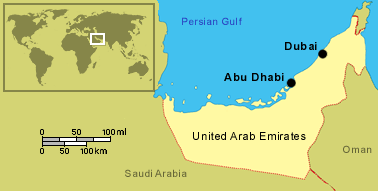 Persian Gulf
Dubai
Abu Dhabi
United Arab Emirates
Oman
Saudi Arabia
0 50 100 ml
0 50 100 km